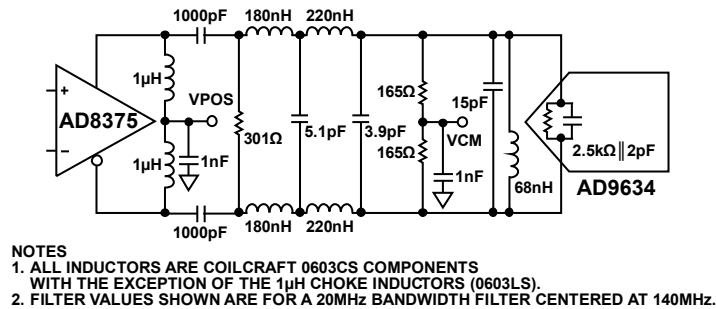 1000pF 180nH 220nH
1µH
VPOS
165Ω
15pF
AD8375
301Ω
5.1pF
3.9pF
VCM
165Ω
2.5kΩ || 2pF
1µH
1nF
1nF
68nH
AD9634
180nH 220nH
1000pF
NOTES
1. ALL INDUCTORS ARE COILCRAFT 0603CS COMPONENTS
WITH THE EXCEPTION OF THE 1µH CHOKE INDUCTORS (0603LS).
2. FILTER VALUES SHOWN ARE FOR A 20MHz BANDWIDTH FILTER CENTERED AT 140MHz.